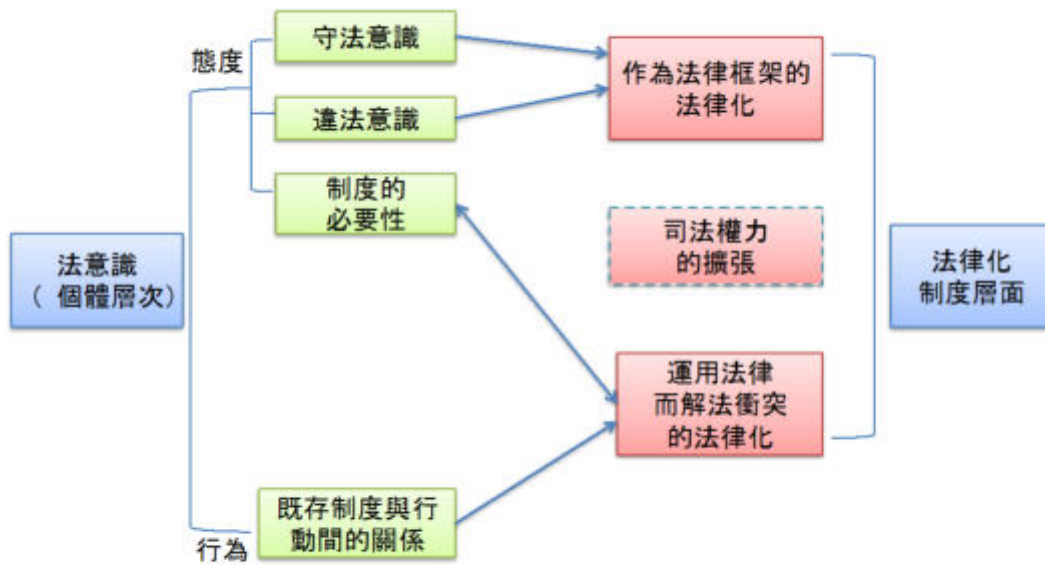 態度
守法意識
違法意識
制度的
必要性
法意識
（ 個體層次）
行為
既存制度與行
動間的關係
作為法律框架的
法律化
司法權力
的擴張
運用法律
而解法衝突
的法律化
法律化
制度層面